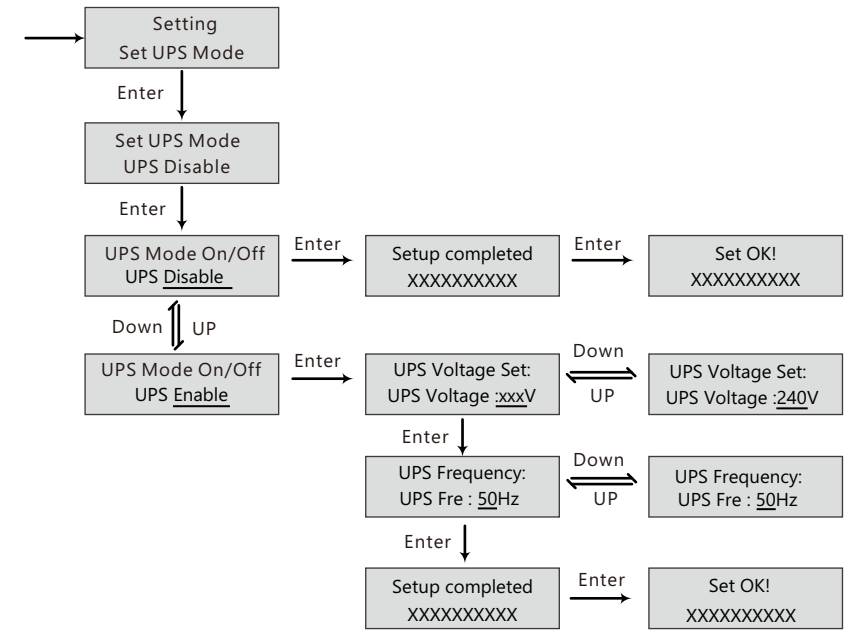 Setting
Set UPS Mode
Enter
Set UPS Mode
UPS Disable
Enter
UPS Mode On/Off
UPS Disable
Enter
Setup completed
XXXXXXXXXX
Enter
Set OK!
XXXXXXXXXX
Down
UP
UPS Mode On/Off
UPS Enable
Enter
UPS Voltage Set:
UPS Voltage :xxxV
Down
UP
UPS Voltage Set:
UPS Voltage :240V
Enter
UPS Frequency:
UPS Fre : 50Hz
Down
UP
UPS Frequency:
UPS Fre : 50Hz
Enter
Setup completed
XXXXXXXXXX
Enter
Set OK!
XXXXXXXXXX